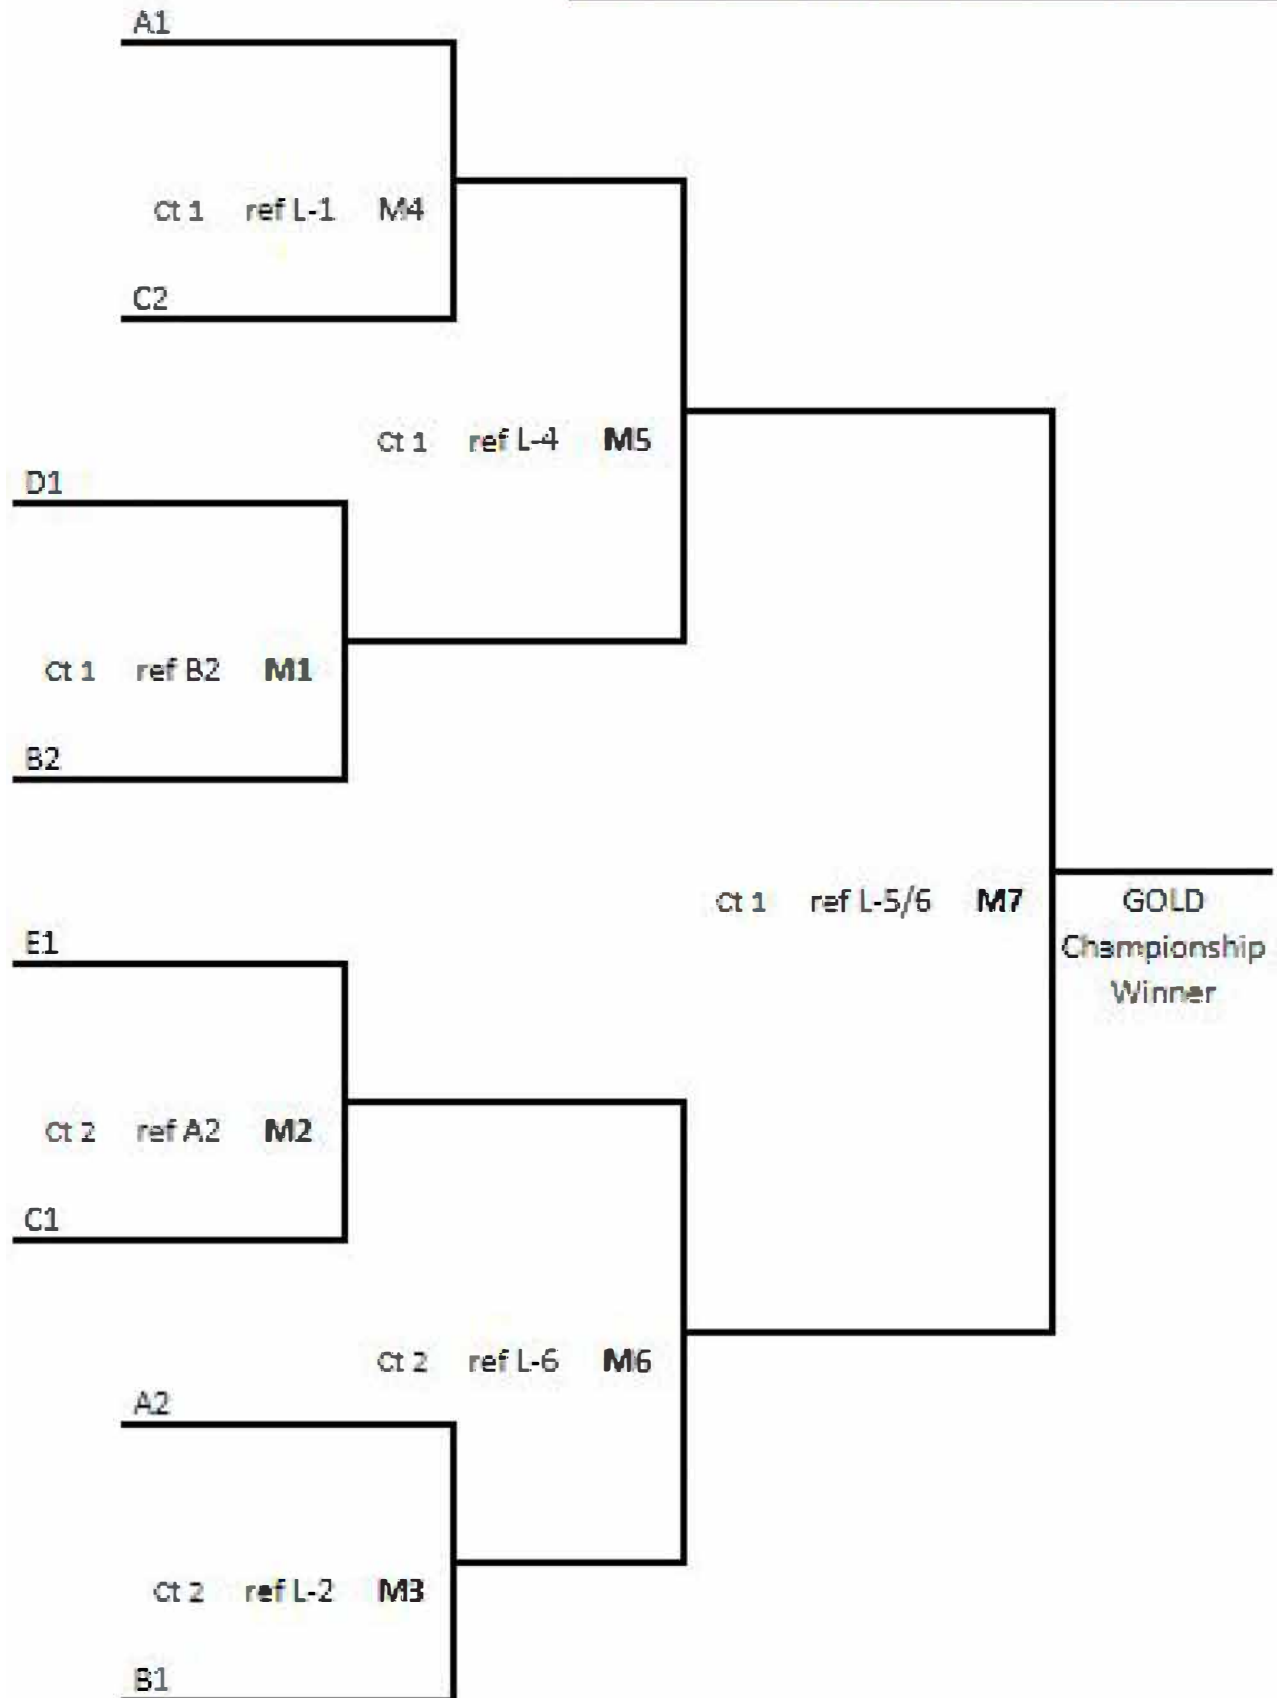 A1
Ct 1 ref L-1 M4
C2
Ct 1 ref L-4 M5
D1
Ct 1 ref B2 M1
B2
Ct 1 ref L-5/6 M7
GOLD
Championship
Winner
E1
Ct 2 ref A2 M2
C1
Ct 2 ref L-6 M6
A2
Ct 2 ref L-2 M3
B1